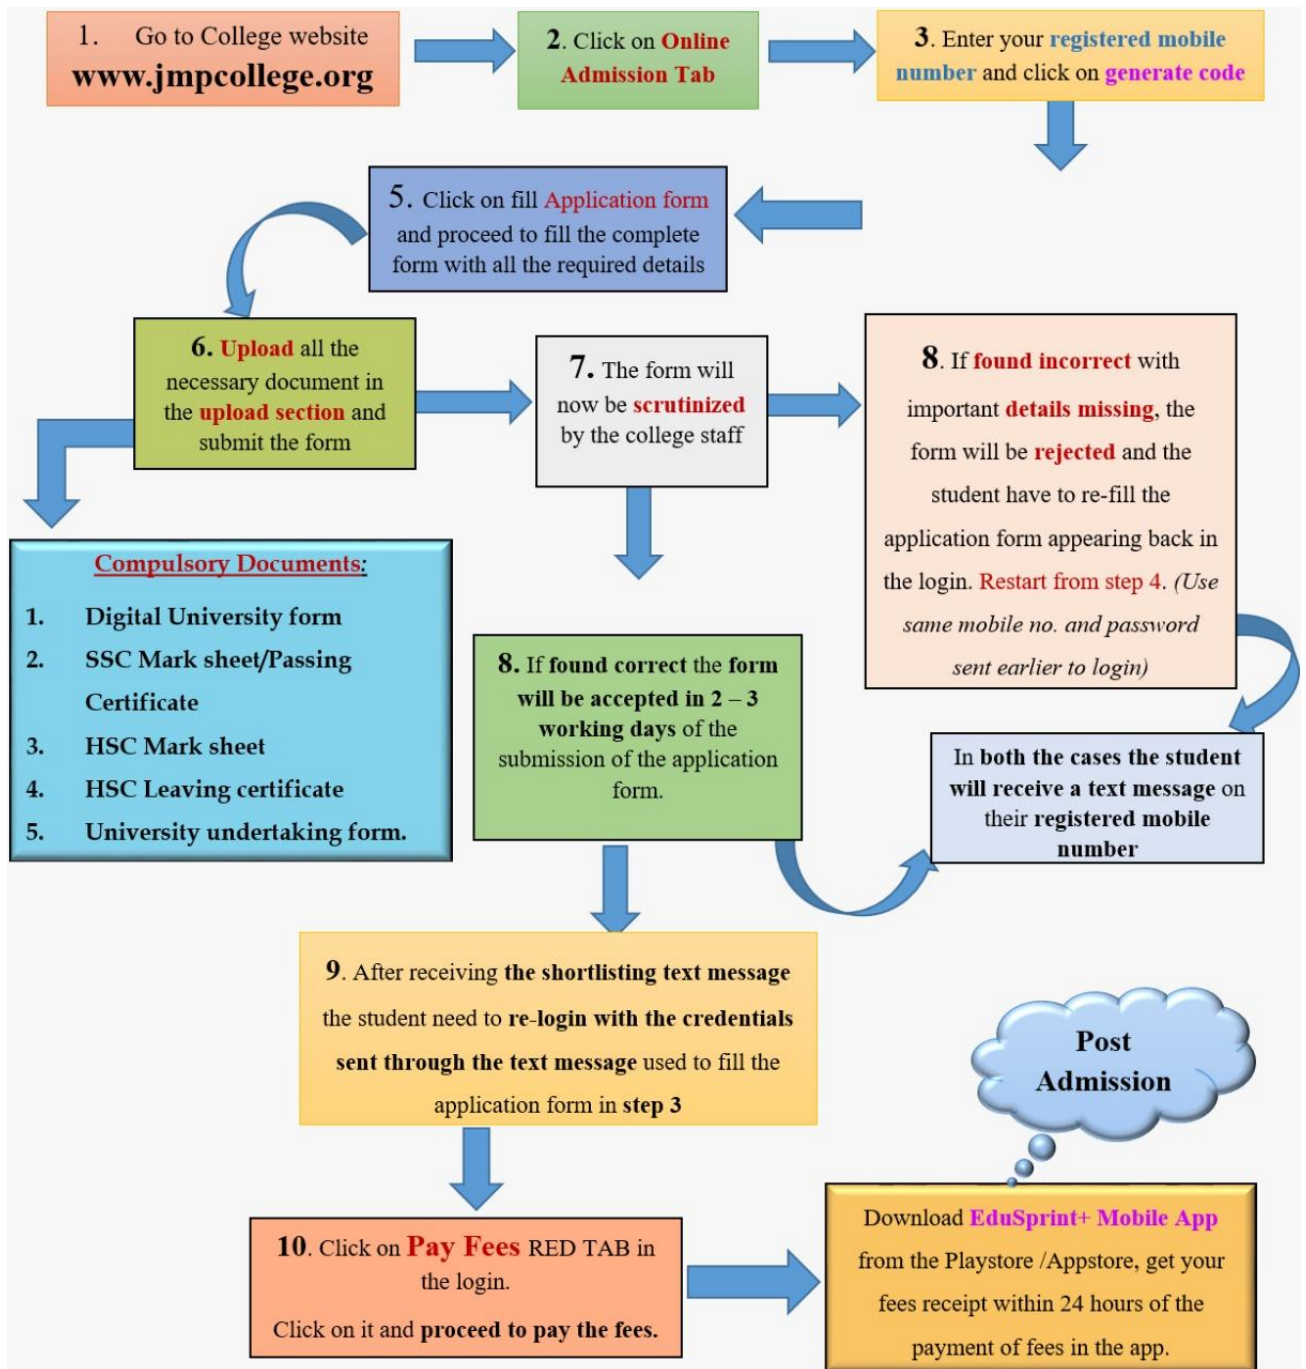 1. Go to College website
www.jmpcollege.org
2. Click on Online
Admission Tab
3. Enter your registered mobile
number and click on generate code
5. Click on fill Application form
and proceed to fill the complete
form with all the required details
6. Upload all the
necessary document in
the upload section and
submit the form
7. The form will
now be scrutinized
by the college staff
8. If found incorrect with
important details missing, the
form will be rejected and the
student have to re-fill the
application form appearing back in
the login. Restart from step 4. (Use
same mobile no. and password
sent earlier to login)
Compulsory Documents:
1. Digital University form
2. SSC Mark sheet/Passing
Certificate
3. HSC Mark sheet
4. HSC Leaving certificate
5. University undertaking form.
8. If found correct the form
will be accepted in 2 – 3
working days of the
submission of the application
form.
In both the cases the student
will receive a text message on
their registered mobile
number
9. After receiving the shortlisting text message
the student need to re-login with the credentials
sent through the text message used to fill the
application form in step 3
Post
Admission
10. Click on Pay Fees RED TAB in
the login.
Click on it and proceed to pay the fees.
Download EduSprint+ Mobile App
from the Playstore /Appstore, get your
fees receipt within 24 hours of the
payment of fees in the app.